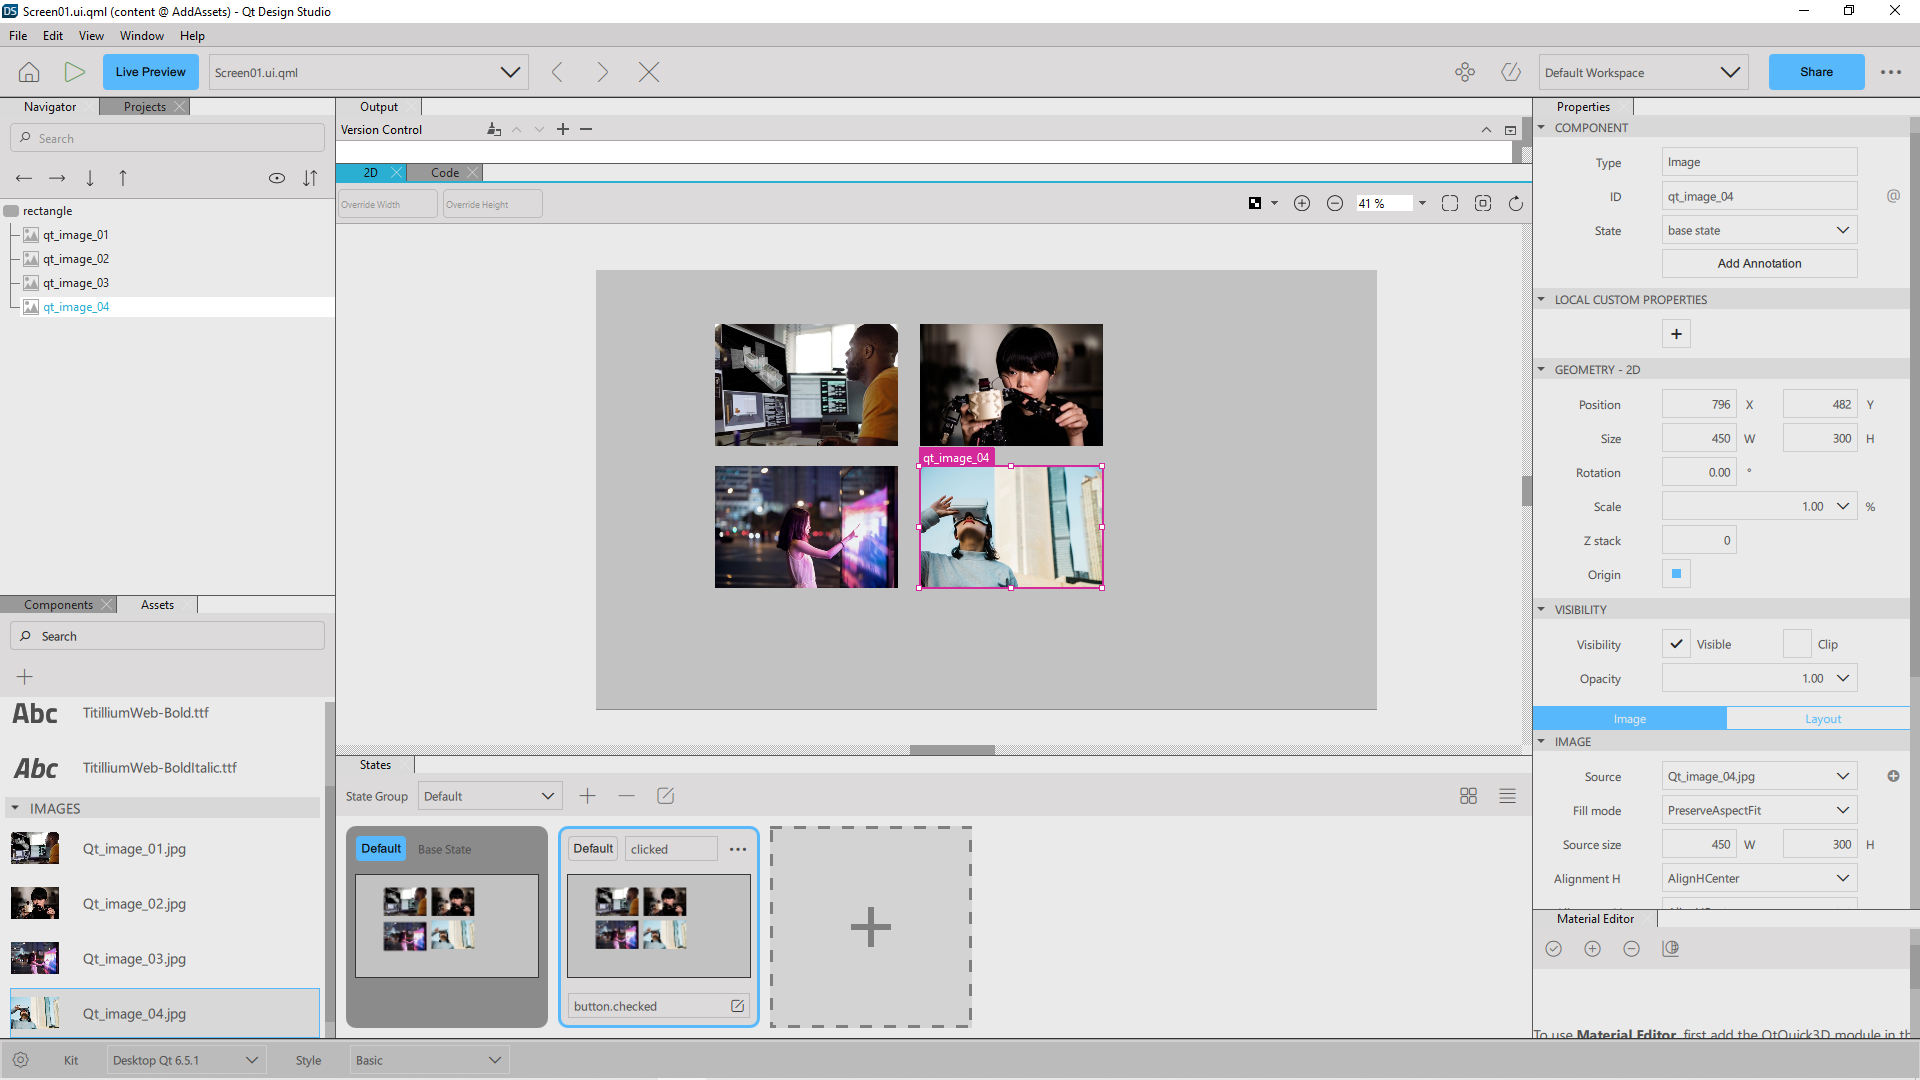 Screen01.ui.qml (content @ AddAssets) - Qt Design Studio
File Edit View Window Help
Live Preview
Screen01.ui.qml
Default Workspace
Share
Navigator
Projects
Search
rectangle
qt_image_01
qt_image_02
qt_image_03
qt_image_04
Components
Assets
Search
Abc TitilliumWeb-Bold.ttf
Abc TitilliumWeb-BoldItalic.ttf
IMAGES
Qt_image_01.jpg
Qt_image_02.jpg
Qt_image_03.jpg
Qt_image_04.jpg
Output
Version Control
2D
Code
Override Width
Override Height
41 %
qt_image_04
States
State Group Default
Default Base State
Default clicked
button.checked
Properties
COMPONENT
Type Image
ID qt_image_04 @
State base state
Add Annotation
LOCAL CUSTOM PROPERTIES
GEOMETRY - 2D
Position 796 X 482 Y
Size 450 W 300 H
Rotation 0.00 °
Scale 1.00 %
Z stack 0
Origin
VISIBILITY
Visibility Visible Clip
Opacity 1.00
Image Layout
IMAGE
Source Qt_image_04.jpg
Fill mode PreserveAspectFit
Source size 450 W 300 H
Alignment H AlignHCenter
Material Editor
To use Material Editor, first add the QtQuick3D module in
Kit Desktop Qt 6.5.1 Style Basic